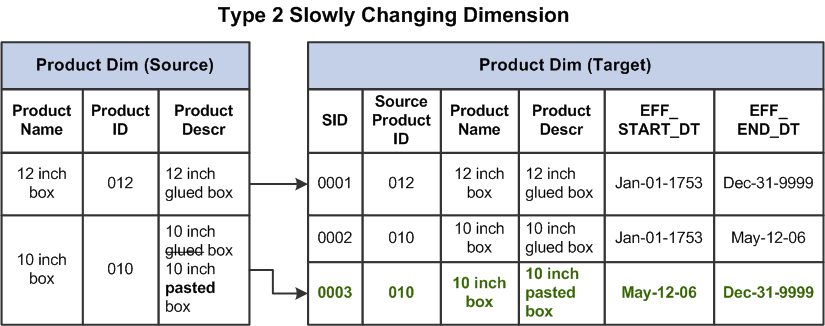 Type 2 Slowly Changing Dimension
Product Dim (Source)
Product
Name
Product
ID
Product
Descr
12 inch
box
012
12 inch
glued box
10 inch
box
010
10 inch
glued box
10 inch
pasted
box
Product Dim (Target)
SID
Source
Product
ID
Product
Name
Product
Descr
EFF_
START_DT
EFF_
END_DT
0001
012
12 inch
box
12 inch
glued box
Jan-01-1753
Dec-31-9999
0002
010
10 inch
box
10 inch
glued box
Jan-01-1753
May-12-06
0003
010
10 inch
box
10 inch
pasted
box
May-12-06
Dec-31-9999